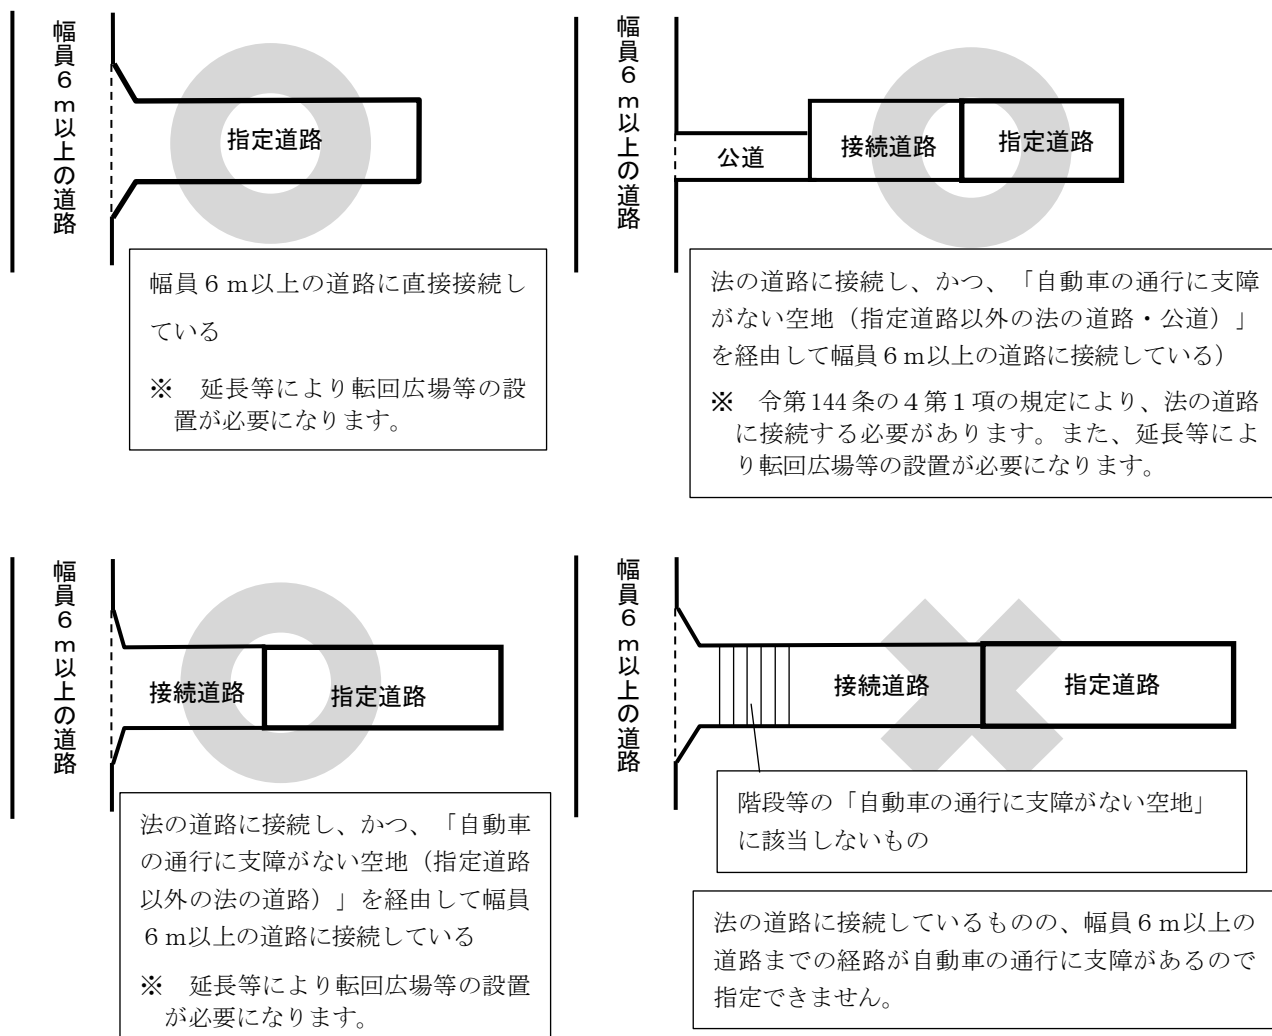 幅員６ｍ以上の道路
指定道路
幅員６ｍ以上の道路に直接接続し
ている
※　延長等により転回広場等の設
置が必要になります。
幅員６ｍ以上の道路
公道
接続道路
指定道路
法の道路に接続し、かつ、「自動車の通行に支障
がない空地（指定道路以外の法の道路・公道）」
を経由して幅員６ｍ以上の道路に接続している）
※　令第144条の４第１項の規定により、法の道路
に接続する必要があります。また、延長等によ
り転回広場等の設置が必要になります。
幅員６ｍ以上の道路
接続道路
指定道路
法の道路に接続し、かつ、「自動車
の通行に支障がない空地（指定道路
以外の法の道路）」を経由して幅員
６ｍ以上の道路に接続している
※　延長等により転回広場等の設置
が必要になります。
幅員６ｍ以上の道路
接続道路
指定道路
階段等の「自動車の通行に支障がない空地」
に該当しないもの
法の道路に接続しているものの、幅員６ｍ以上の
道路までの経路が自動車の通行に支障があるので
指定できません。